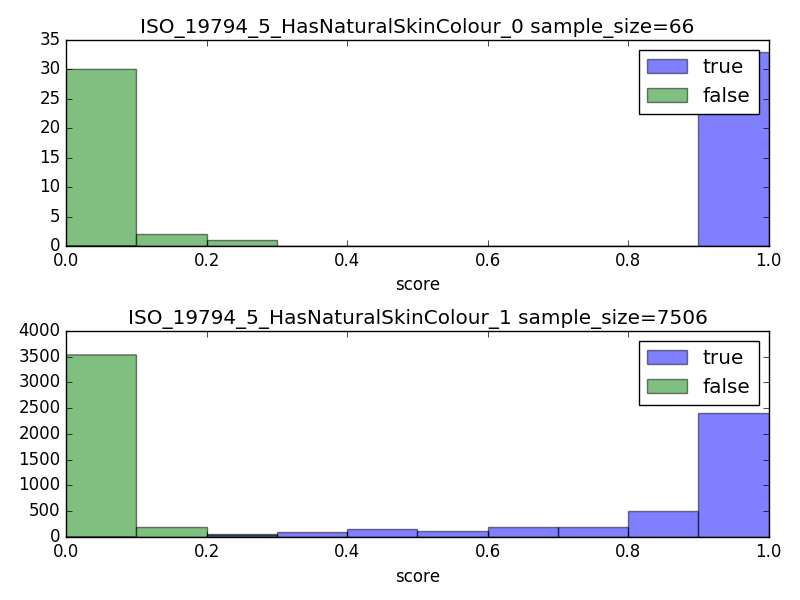 ISO_19794_5_HasNaturalSkinColour_0 sample_size=66
35
30
25
20
15
10
5
0
true
false
0.0 0.2 0.4 0.6 0.8 1.0
score
ISO_19794_5_HasNaturalSkinColour_1 sample_size=7506
4000
3500
3000
2500
2000
1500
1000
500
0
true
false
0.0 0.2 0.4 0.6 0.8 1.0
score